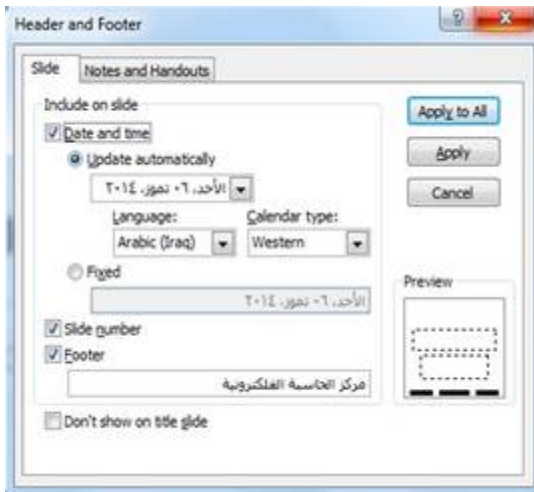 Header and Footer
Slide
Notes and Handouts
Include on slide
Date and time
Update automatically
الأحد، ٠٦ تموز، ٢٠١٤
Language:
Calendar type:
Arabic (Iraq)
Western
Fixed
الأحد، ٠٦ تموز، ٢٠١٤
Slide number
Footer
مركز الحاسبة الفلكترونية
Don't show on title slide
Apply to All
Apply
Cancel
Preview